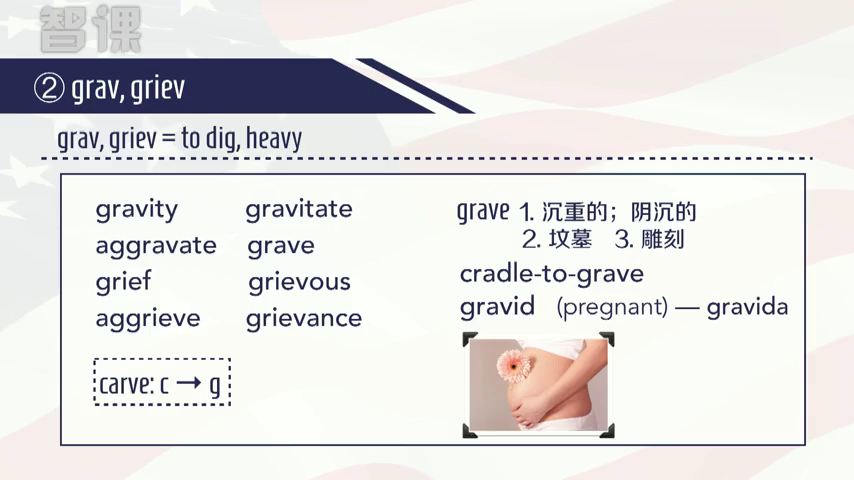 智课
② grav, griev
grav, griev = to dig, heavy
gravity gravitate
aggravate grave
grief grievous
aggrieve grievance
carve: c → g
grave 1. 沉重的；阴沉的
2. 坟墓 3. 雕刻
cradle-to-grave
gravid (pregnant) — gravida